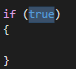 if (true)
{
}